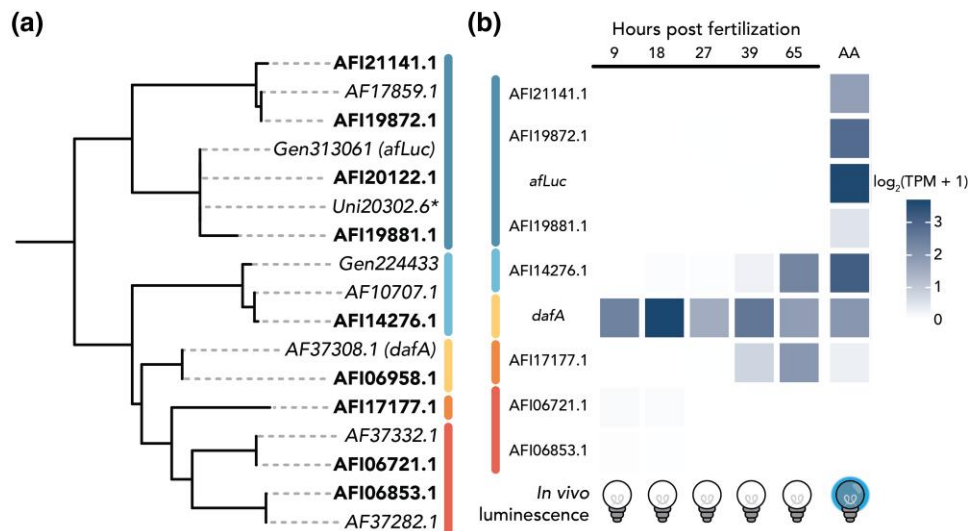 (a)
AFI21141.1
AF17859.1
AFI19872.1
Gen313061 (afLuc)
AFI20122.1
Uni20302.6*
AFI19881.1
Gen224433
AF10707.1
AFI14276.1
AF37308.1 (dafA)
AFI06958.1
AFI17177.1
AF37332.1
AFI06721.1
AFI06853.1
AF37282.1
(b)
Hours post fertilization
9 18 27 39 65 AA
AFI21141.1
AFI19872.1
afLuc
AFI19881.1
AFI14276.1
dafA
AFI17177.1
AFI06721.1
AFI06853.1
In vivo
luminescence
log₂(TPM + 1)
3
2
1
0